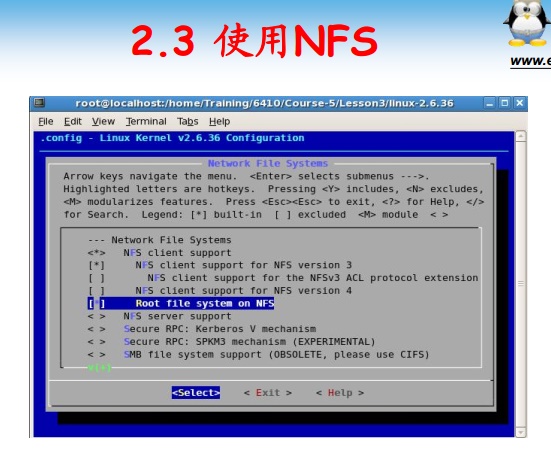 2.3 使用NFS
www.e
root@localhost:/home/Training/6410/Course-5/Lesson3/linux-2.6.36
File Edit View Terminal Tabs Help
.config - Linux Kernel v2.6.36 Configuration
Network File Systems
Arrow keys navigate the menu. <Enter> selects submenus --->.
Highlighted letters are hotkeys. Pressing <Y> includes, <N> excludes,
<M> modularizes features. Press <Esc><Esc> to exit, <?> for Help, </>
for Search. Legend: [*] built-in [ ] excluded <M> module < >
--- Network File Systems
<*> NFS client support
[*] NFS client support for NFS version 3
[ ] NFS client support for the NFSv3 ACL protocol extension
[ ] NFS client support for NFS version 4
[*] Root file system on NFS
< > NFS server support
< > Secure RPC: Kerberos V mechanism
< > Secure RPC: SPKM3 mechanism (EXPERIMENTAL)
< > SMB file system support (OBSOLETE, please use CIFS)
<Select> < Exit > < Help >